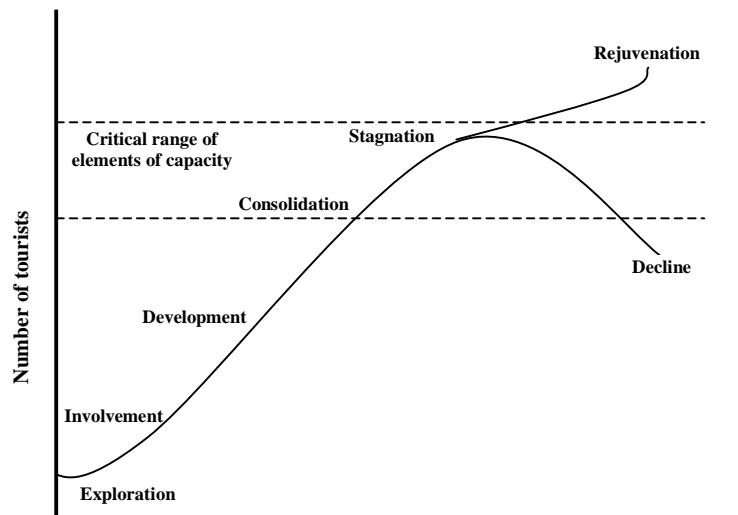 Rejuvenation
Critical range of
elements of capacity
Stagnation
Consolidation
Number of tourists
Decline
Development
Involvement
Exploration